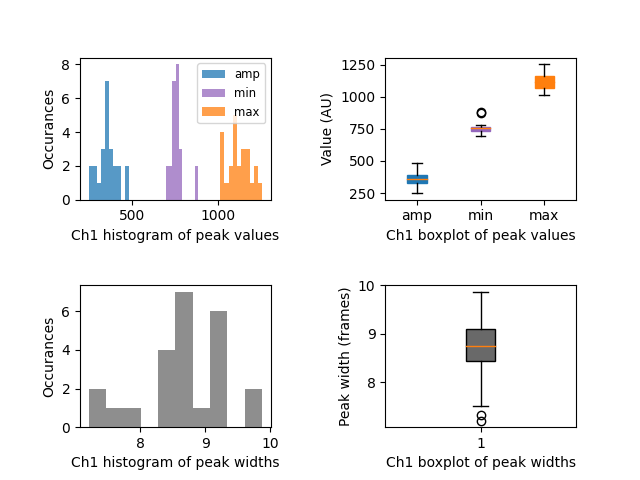 8
6
4
2
0
Occurances
amp
min
max
500
1000
Ch1 histogram of peak values
1250
1000
750
500
250
Value (AU)
amp
min
max
Ch1 boxplot of peak values
6
4
2
0
Occurances
8
9
10
Ch1 histogram of peak widths
10
9
8
Peak width (frames)
1
Ch1 boxplot of peak widths